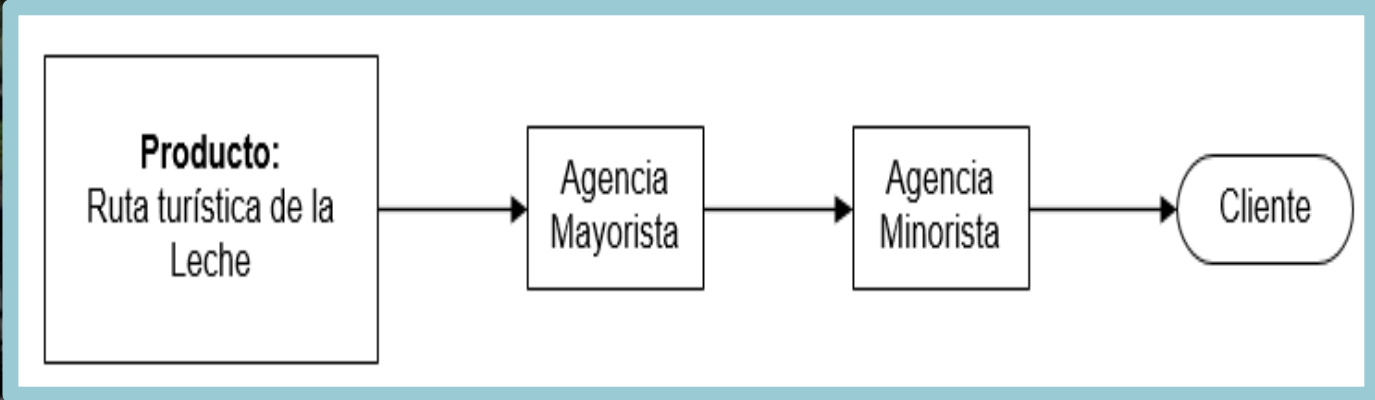 Producto:
Ruta turística de la
Leche
Agencia
Mayorista
Agencia
Minorista
Cliente